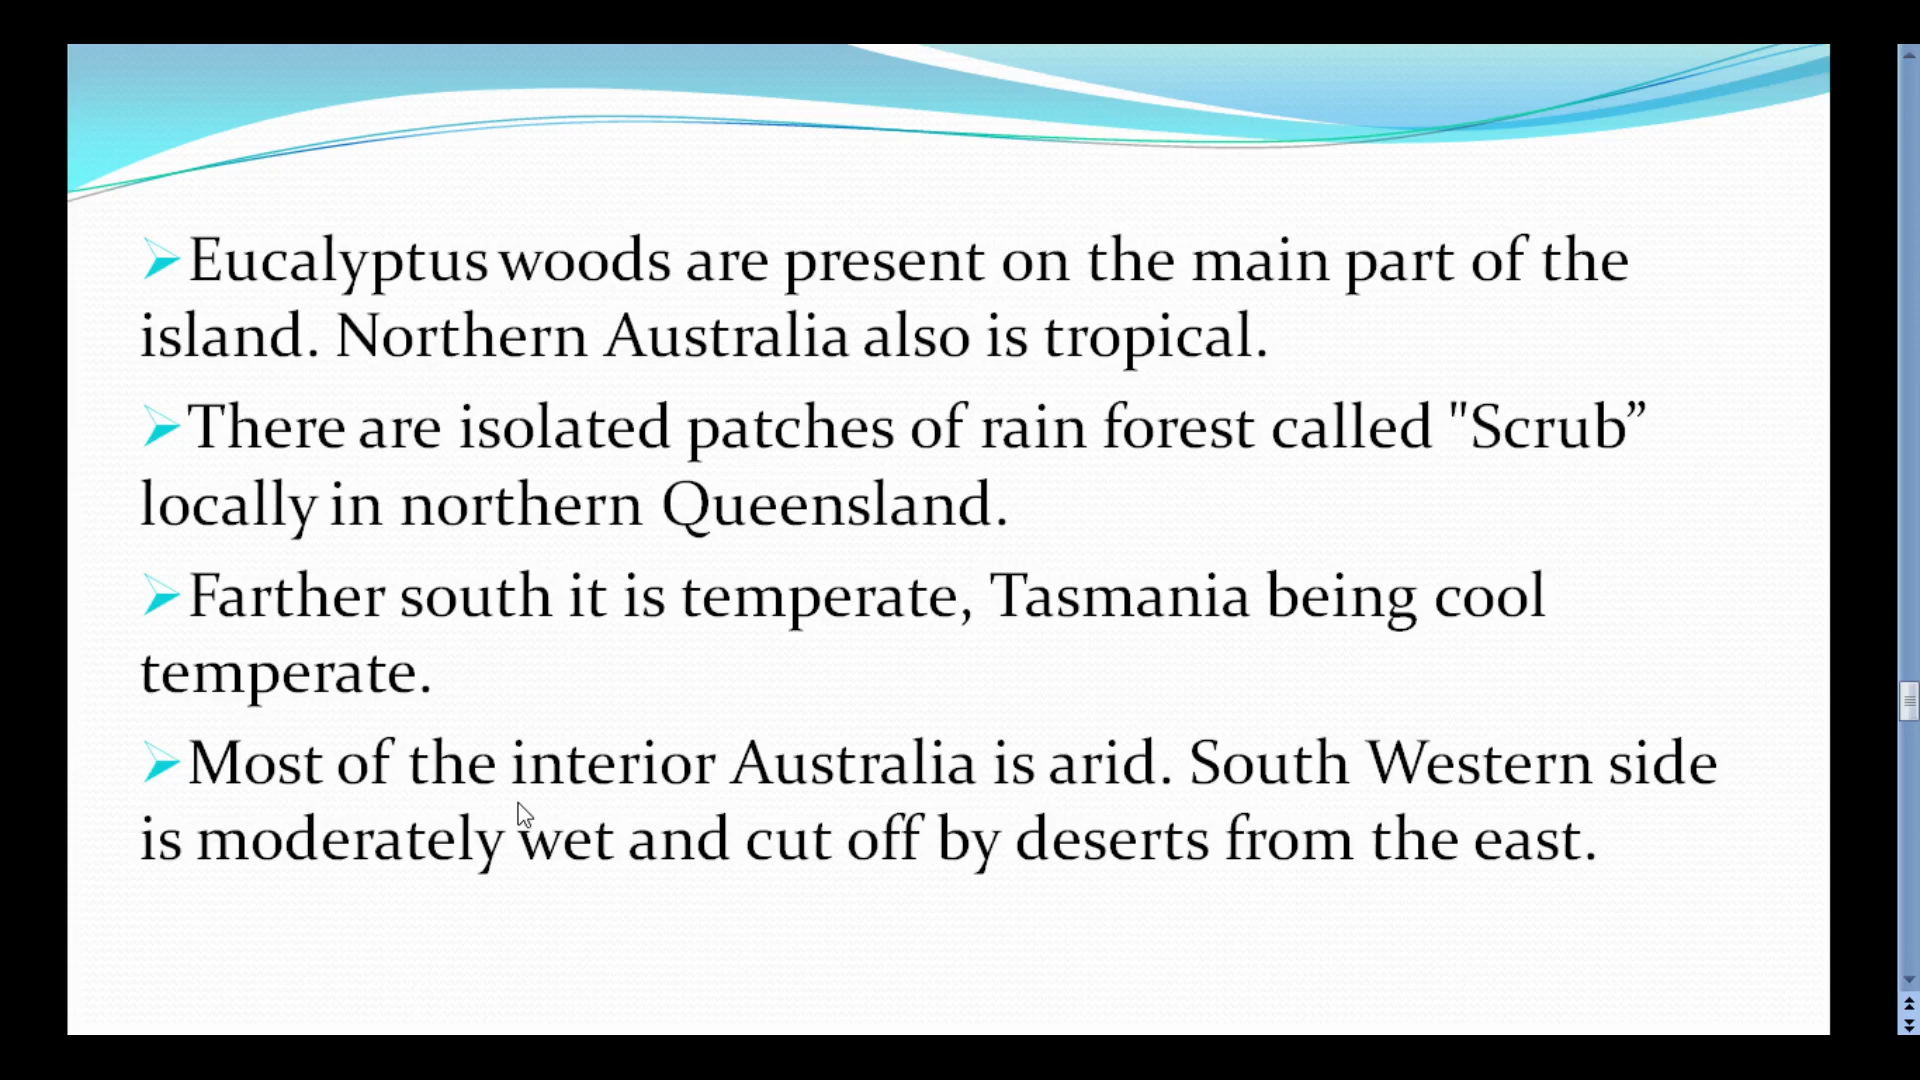 ➢Eucalyptus woods are present on the main part of the
island. Northern Australia also is tropical.
➢There are isolated patches of rain forest called "Scrub”
locally in northern Queensland.
➢Farther south it is temperate, Tasmania being cool
temperate.
➢Most of the interior Australia is arid. South Western side
is moderately wet and cut off by deserts from the east.